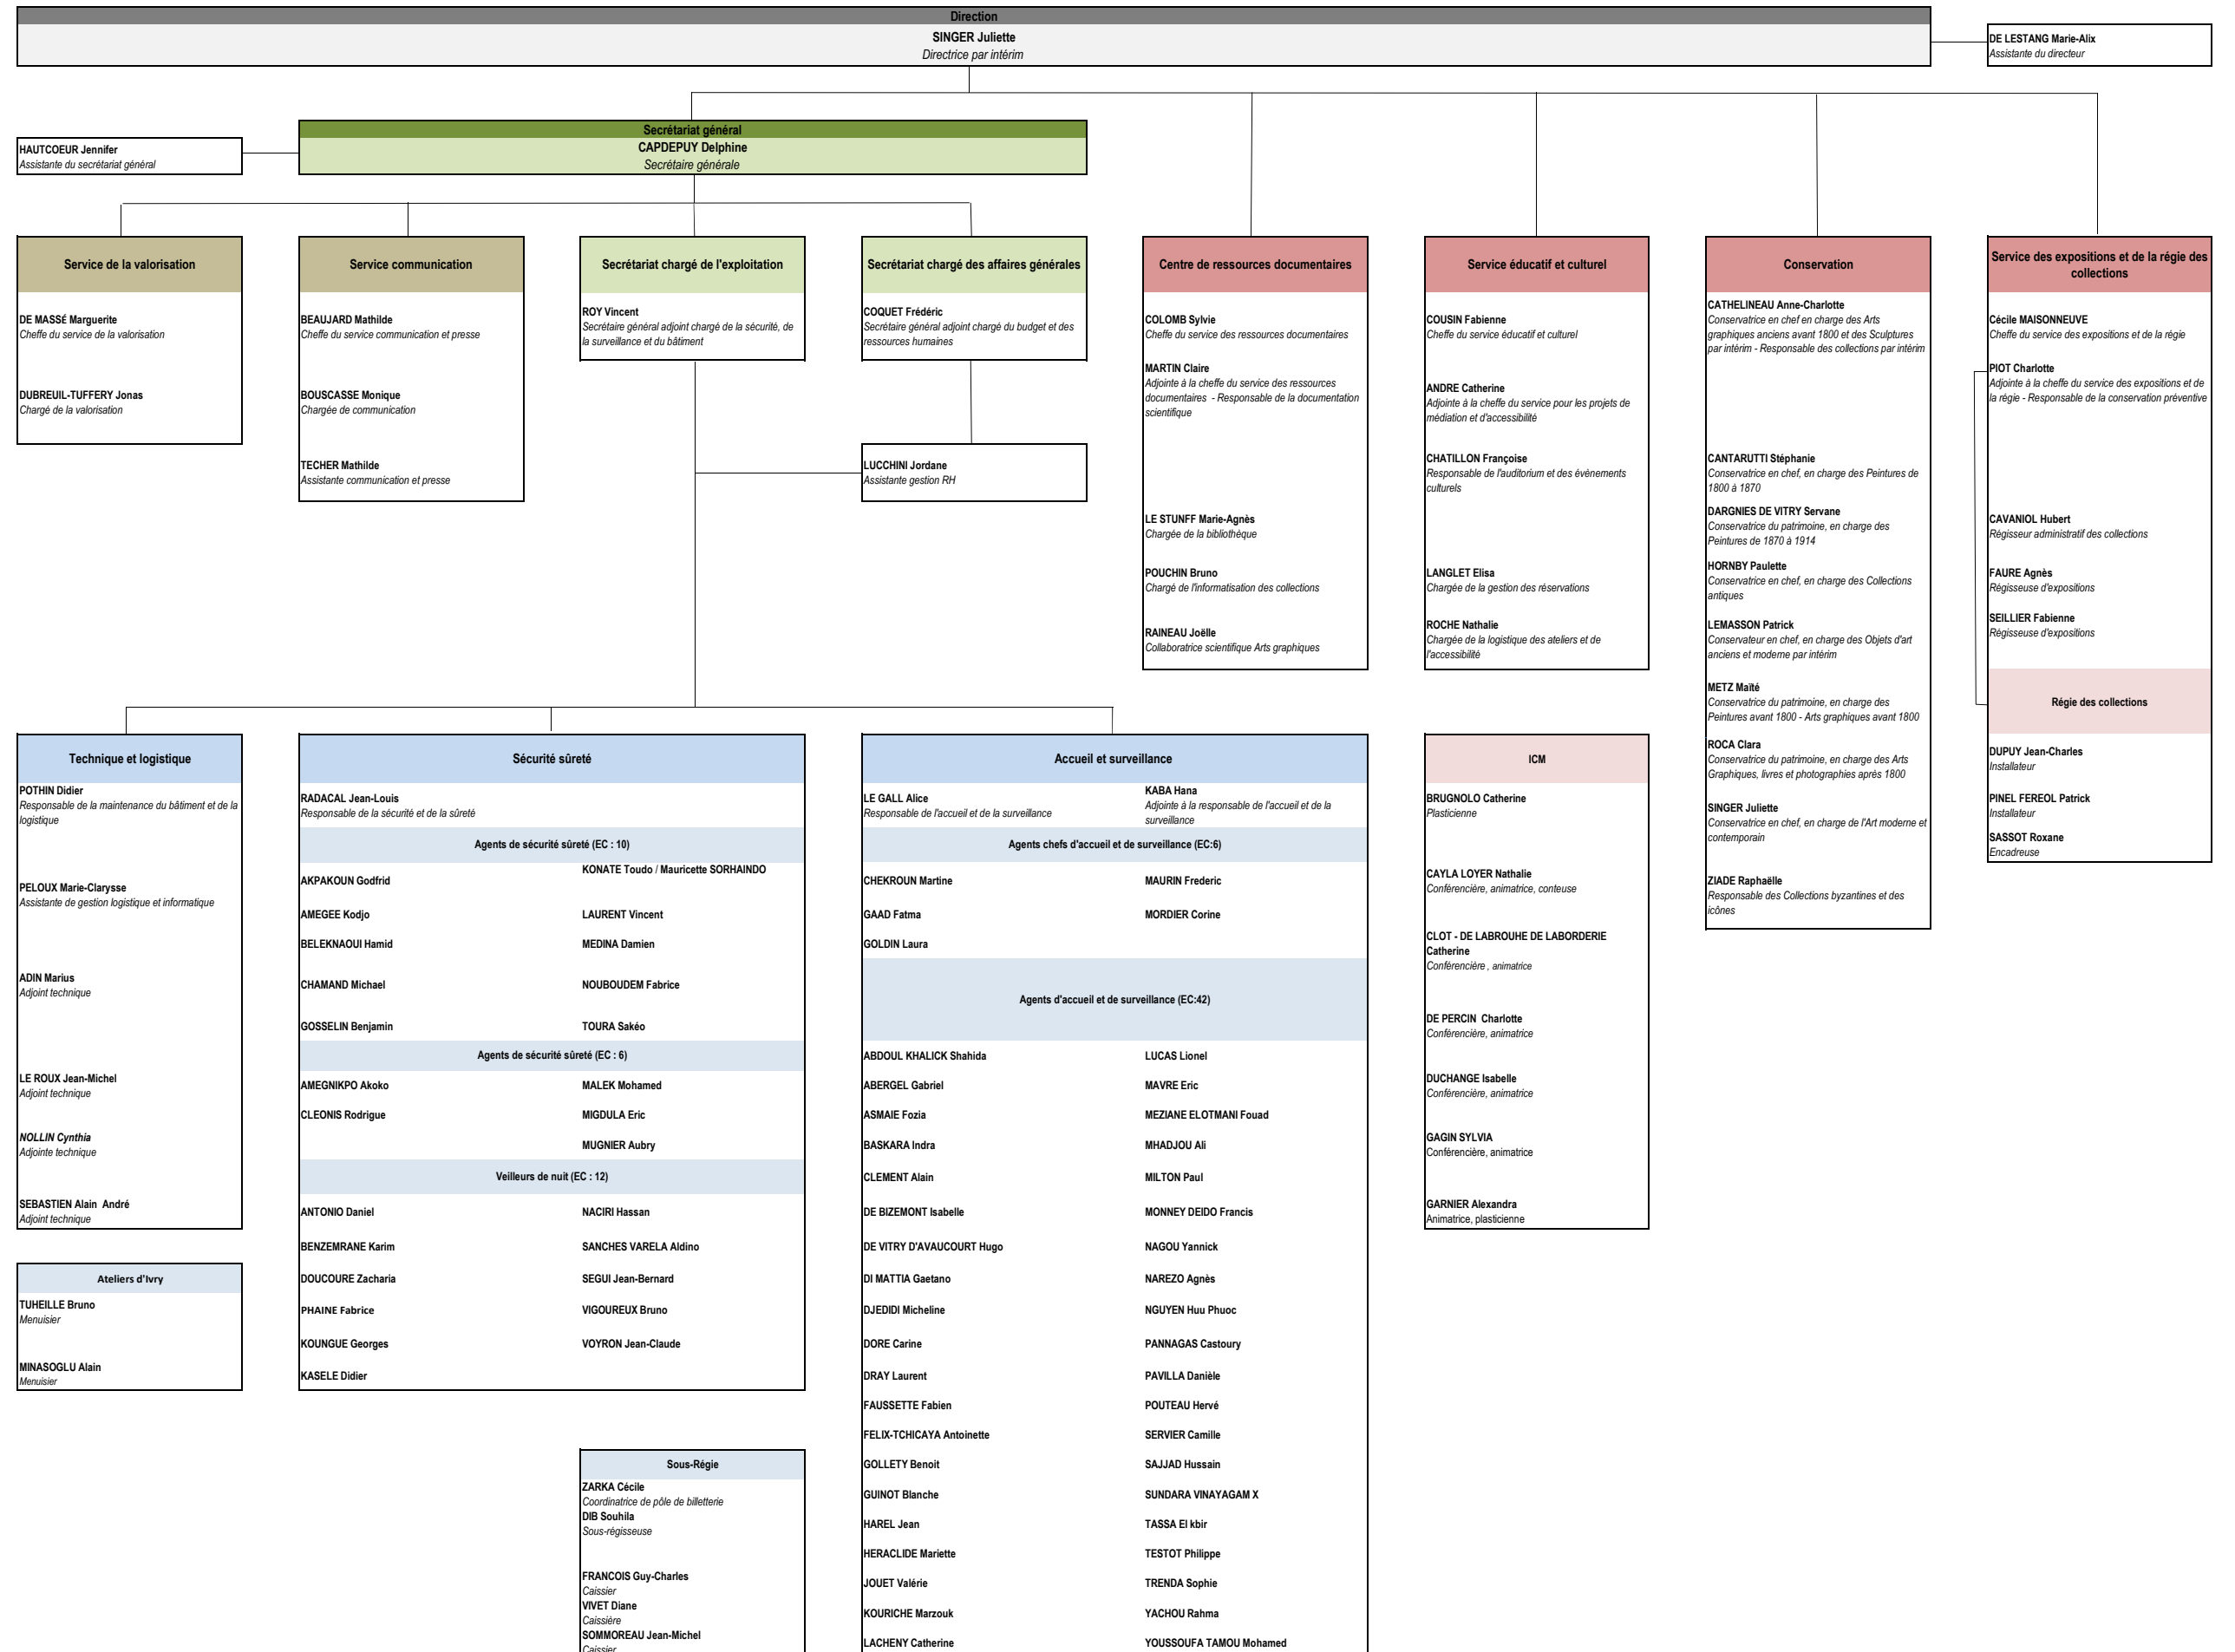 Direction
SINGER Juliette
Directrice par intérim
DE LESTANG Marie-Alix
Assistante du directeur
Secrétariat général
CAPDEPUY Delphine
Secrétaire générale
HAUTCOEUR Jennifer
Assistante du secrétariat général
Service de la valorisation
DE MASSÉ Marguerite
Cheffe du service de la valorisation
DUBREUIL-TUFFERY Jonas
Chargé de la valorisation
Service communication
BEAUJARD Mathilde
Cheffe du service communication et presse
BOUSCASSE Monique
Chargée de communication
TECHER Mathilde
Assistante communication et presse
Secrétariat chargé de l'exploitation
ROY Vincent
Secrétaire général adjoint chargé de la sécurité, de
la surveillance et du bâtiment
Secrétariat chargé des affaires générales
COQUET Frédéric
Secrétaire général adjoint chargé du budget et des
ressources humaines
LUCCHINI Jordane
Assistante gestion RH
Centre de ressources documentaires
COLOMB Sylvie
Cheffe du service des ressources documentaires
MARTIN Claire
Adjointe à la cheffe du service des ressources
documentaires - Responsable de la documentation
scientifique
LE STUNFF Marie-Agnès
Chargée de la bibliothèque
POUCHIN Bruno
Chargé de l'informatisation des collections
RAINEAU Joëlle
Collaboratrice scientifique Arts graphiques
Service éducatif et culturel
COUSIN Fabienne
Cheffe du service éducatif et culturel
ANDRE Catherine
Adjointe à la cheffe du service pour les projets de
médiation et d'accessibilité
CHATILLON Françoise
Responsable de l'auditorium et des évènements
culturels
LANGLET Elisa
Chargée de la gestion des réservations
ROCHE Nathalie
Chargée de la logistique des ateliers et de
l'accessibilité
Conservation
CATHELINEAU Anne-Charlotte
Conservatrice en chef en charge des Arts
graphiques anciens avant 1800 et des Sculptures
par intérim - Responsable des collections par intérim
CANTARUTTI Stéphanie
Conservatrice en chef, en charge des Peintures de
1800 à 1870
DARGNIES DE VITRY Servane
Conservatrice du patrimoine, en charge des
Peintures de 1870 à 1914
HORNBY Paulette
Conservatrice en chef, en charge des Collections
antiques
LEMASSON Patrick
Conservateur en chef, en charge des Objets d'art
anciens et moderne par intérim
METZ Maïté
Conservatrice du patrimoine, en charge des
Peintures avant 1800 - Arts graphiques avant 1800
ROCA Clara
Conservatrice du patrimoine, en charge des Arts
Graphiques, livres et photographies après 1800
SINGER Juliette
Conservatrice en chef, en charge de l'Art moderne et
contemporain
ZIADE Raphaëlle
Responsable des Collections byzantines et des
icônes
Service des expositions et de la régie des
collections
Cécile MAISONNEUVE
Cheffe du service des expositions et de la régie
PIOT Charlotte
Adjointe à la cheffe du service des expositions et de
la régie - Responsable de la conservation préventive
CAVANIOL Hubert
Régisseur administratif des collections
FAURE Agnès
Régisseuse d'expositions
SEILLIER Fabienne
Régisseuse d'expositions
Régie des collections
DUPUY Jean-Charles
Installateur
PINEL FEREOL Patrick
Installateur
SASSOT Roxane
Encadreuse
Technique et logistique
POTHIN Didier
Responsable de la maintenance du bâtiment et de la
logistique
PELOUX Marie-Clarysse
Assistante de gestion logistique et informatique
ADIN Marius
Adjoint technique
LE ROUX Jean-Michel
Adjoint technique
NOLLIN Cynthia
Adjointe technique
SEBASTIEN Alain André
Adjoint technique
Ateliers d'Ivry
TUHEILLE Bruno
Menuisier
MINASOGLU Alain
Menuisier
Sécurité sûreté
RADACAL Jean-Louis
Responsable de la sécurité et de la sûreté
Agents de sécurité sûreté (EC : 10)
AKPAKOUN Godfrid
KONATE Toudo / Mauricette SORHAINDO
AMEGEE Kodjo
LAURENT Vincent
BELEKNAOUI Hamid
MEDINA Damien
CHAMAND Michael
NOUBOUDEM Fabrice
GOSSELIN Benjamin
TOURA Sakéo
Agents de sécurité sûreté (EC : 6)
AMEGNIKPO Akoko
MALEK Mohamed
CLEONIS Rodrigue
MIGDULA Eric
MUGNIER Aubry
Veilleurs de nuit (EC : 12)
ANTONIO Daniel
NACIRI Hassan
BENZEMRANE Karim
SANCHES VARELA Aldino
DOUCOURE Zacharia
SEGUI Jean-Bernard
PHAINE Fabrice
VIGOUREUX Bruno
KOUNGUE Georges
VOYRON Jean-Claude
KASELE Didier
Sous-Régie
ZARKA Cécile
Coordinatrice de pôle de billetterie
DIB Souhila
Sous-régisseuse
FRANCOIS Guy-Charles
Caissier
VIVET Diane
Caissière
SOMMOREAU Jean-Michel
Caissier
Accueil et surveillance
LE GALL Alice
Responsable de l'accueil et de la surveillance
KABA Hana
Adjointe à la responsable de l'accueil et de la
surveillance
Agents chefs d'accueil et de surveillance (EC:6)
CHEKROUN Martine
MAURIN Frederic
GAAD Fatma
MORDIER Corine
GOLDIN Laura
Agents d'accueil et de surveillance (EC:42)
ABDOUL KHALICK Shahida
LUCAS Lionel
ABERGEL Gabriel
MAVRE Eric
ASMAIE Fozia
MEZIANE ELOTMANI Fouad
BASKARA Indra
MHADJOU Ali
CLEMENT Alain
MILTON Paul
DE BIZEMONT Isabelle
MONNEY DEIDO Francis
DE VITRY D'AVAUCOURT Hugo
NAGOU Yannick
DI MATTIA Gaetano
NAREZO Agnès
DJEDIDI Micheline
NGUYEN Huu Phuoc
DORE Carine
PANNAGAS Castoury
DRAY Laurent
PAVILLA Danièle
FAUSSETTE Fabien
POUTEAU Hervé
FELIX-TCHICAYA Antoinette
SERVIER Camille
GOLLETY Benoit
SAJJAD Hussain
GUINOT Blanche
SUNDARA VINAYAGAM X
HAREL Jean
TASSA El kbir
HERACLIDE Mariette
TESTOT Philippe
JOUET Valérie
TRENDA Sophie
KOURICHE Marzouk
YACHOU Rahma
LACHENY Catherine
YOUSSOUFA TAMOU Mohamed
ICM
BRUGNOLO Catherine
Plasticienne
CAYLA LOYER Nathalie
Conférencière, animatrice, conteuse
CLOT - DE LABROUHE DE LABORDERIE
Catherine
Conférencière , animatrice
DE PERCIN Charlotte
Conférencière, animatrice
DUCHANGE Isabelle
Conférencière, animatrice
GAGIN SYLVIA
Conférencière, animatrice
GARNIER Alexandra
Animatrice, plasticienne